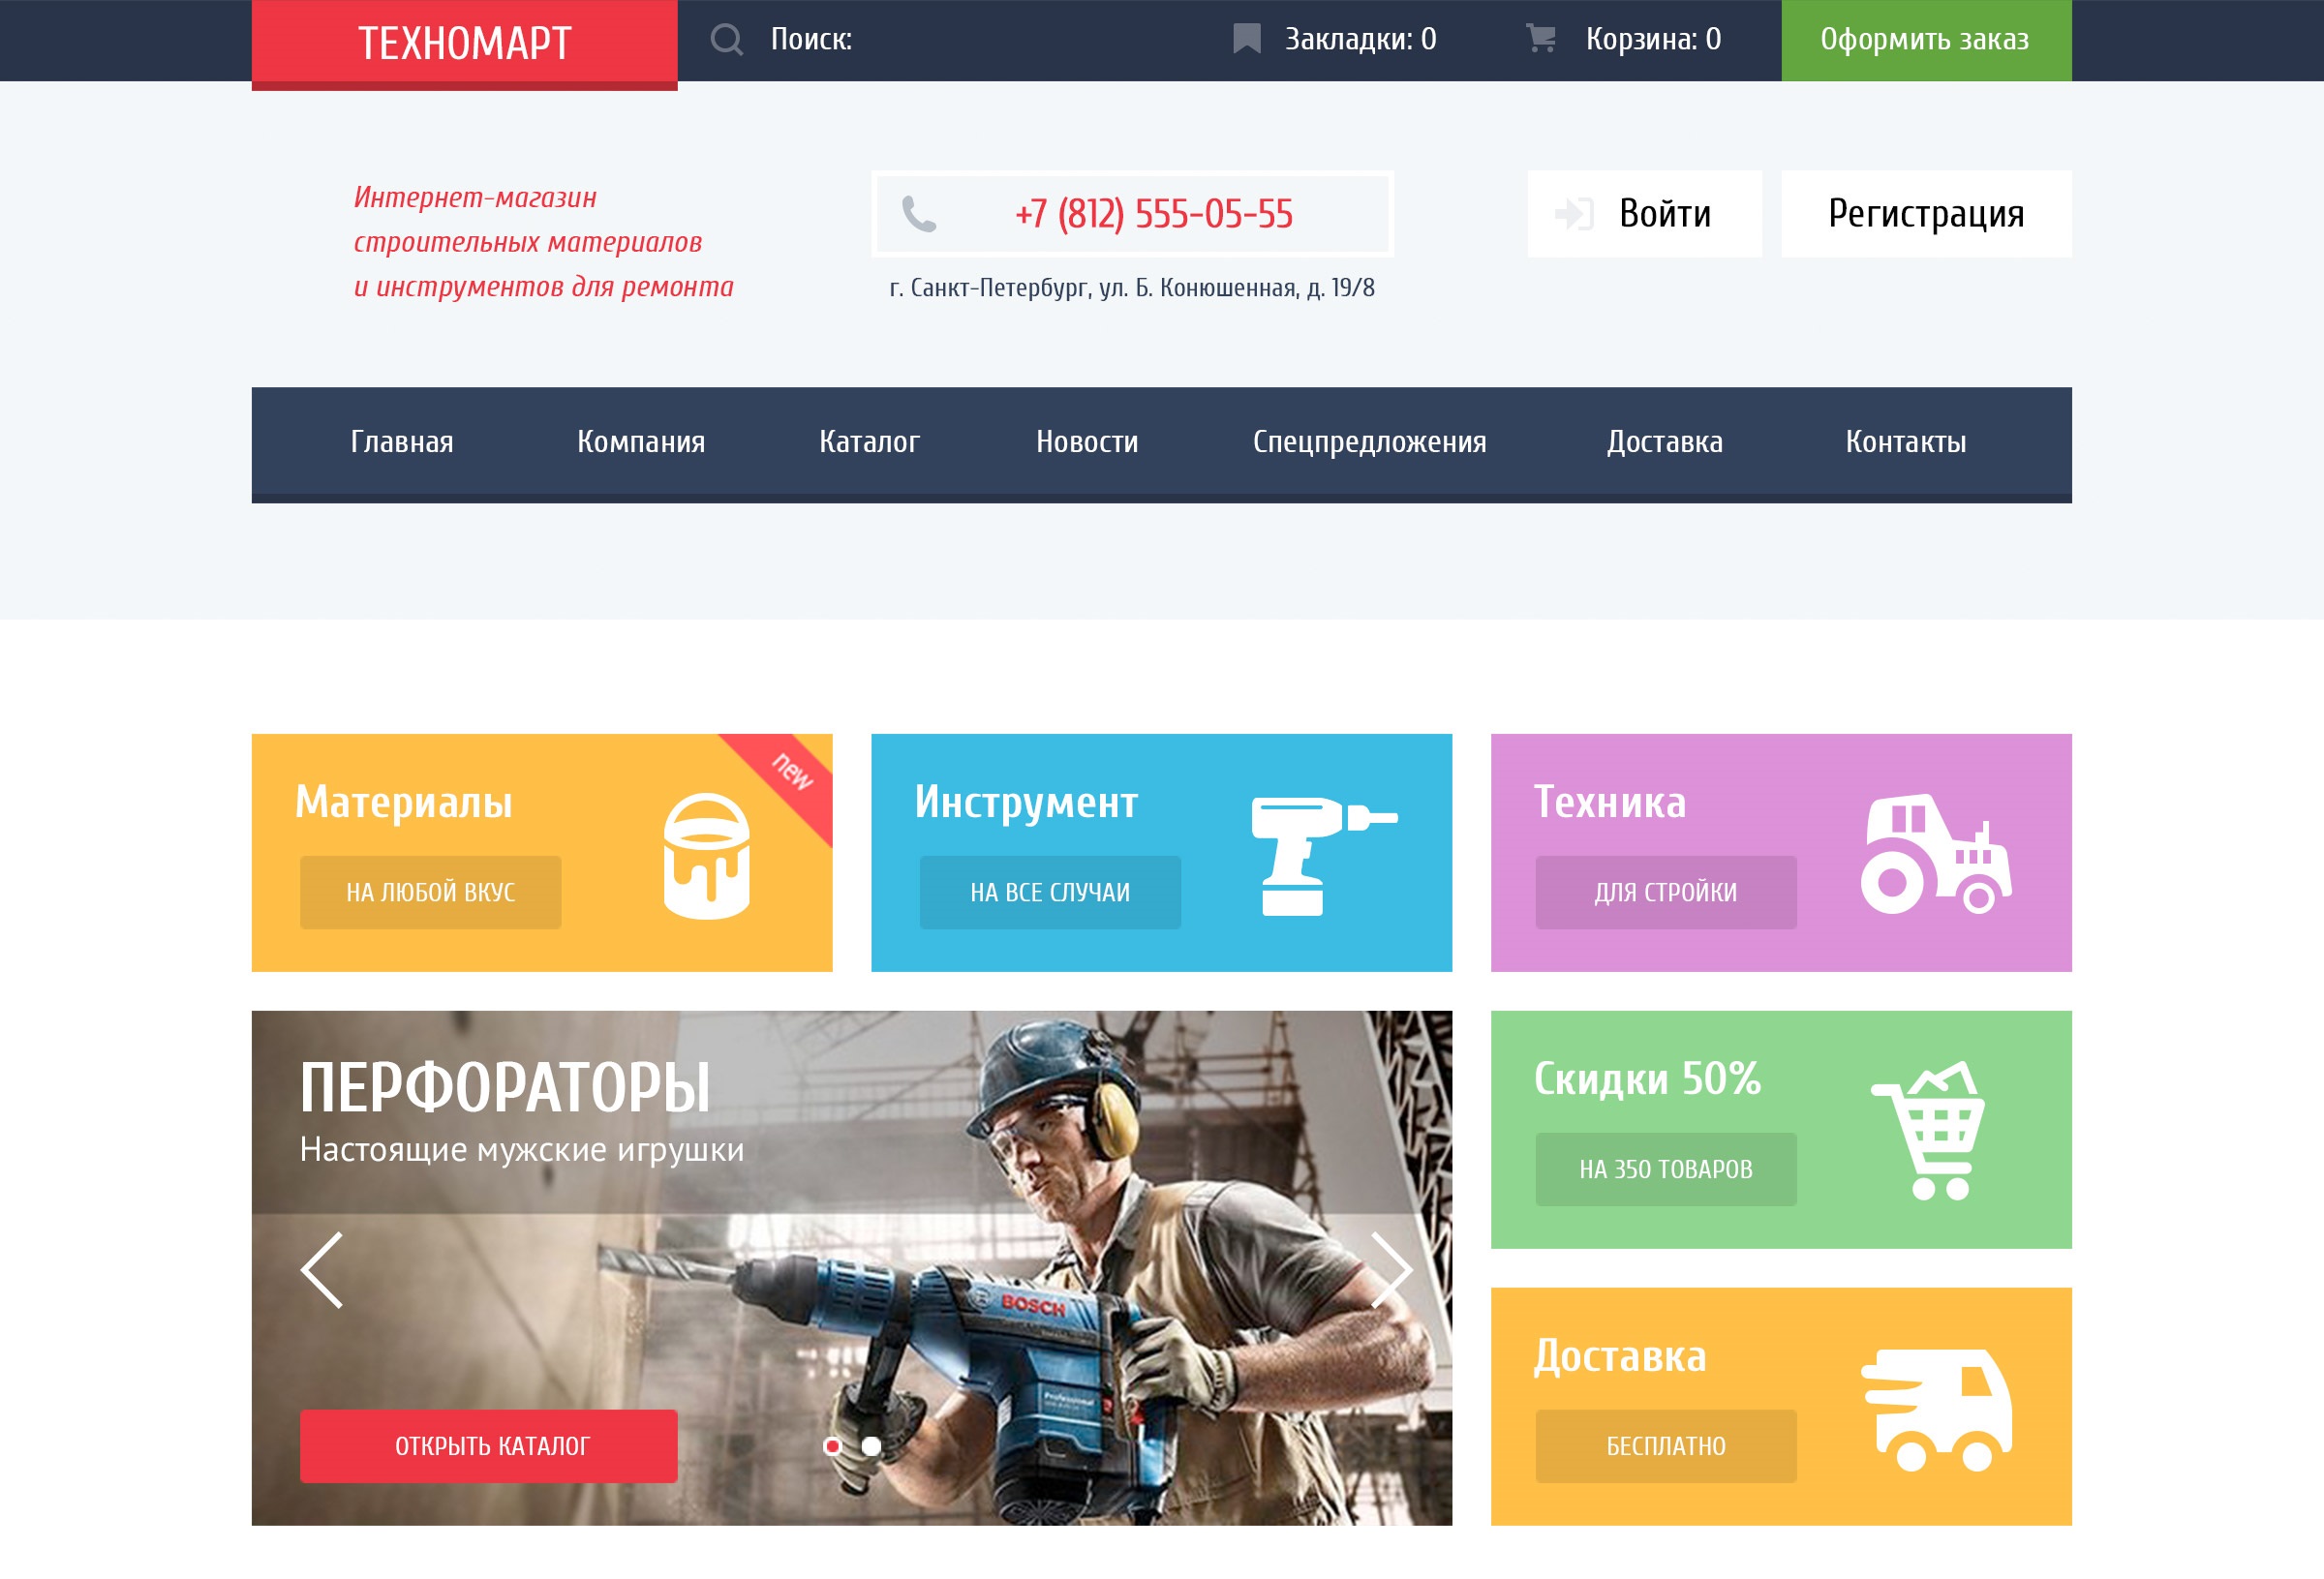 ТЕХНОМАРТ
Поиск:
Закладки: 0
Корзина: 0
Оформить заказ
Интернет-магазин
строительных материалов
и инструментов для ремонта
+7 (812) 555-05-55
г. Санкт-Петербург, ул. Б. Конюшенная, д. 19/8
Войти
Регистрация
Главная
Компания
Каталог
Новости
Спецпредложения
Доставка
Контакты
Материалы
new
НА ЛЮБОЙ ВКУС
Инструмент
НА ВСЕ СЛУЧАИ
Техника
ДЛЯ СТРОЙКИ
ПЕРФОРАТОРЫ
Настоящие мужские игрушки
BOSCH
Professional
ОТКРЫТЬ КАТАЛОГ
Скидки 50%
НА 350 ТОВАРОВ
Доставка
БЕСПЛАТНО